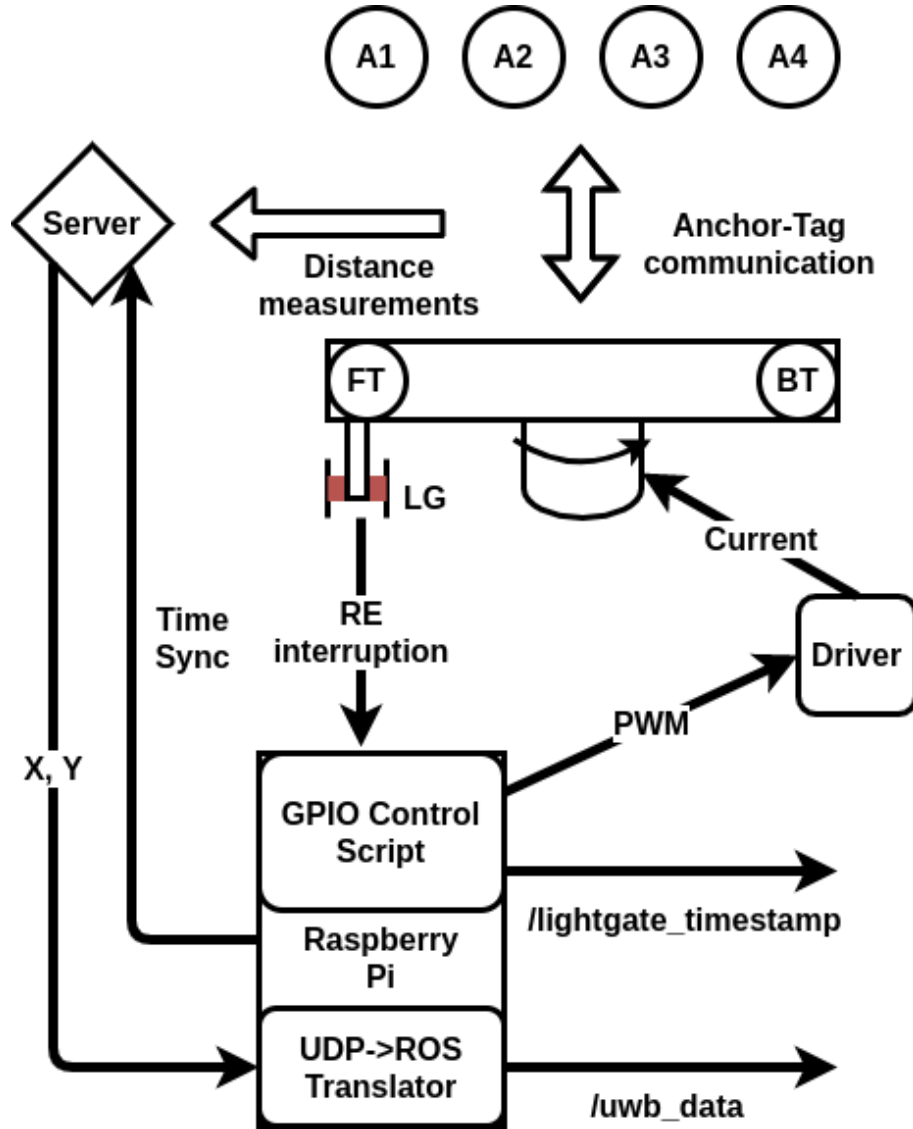 A1 A2 A3 A4
Server
Anchor-Tag
communication
Distance
measurements
FT
BT
LG
Current
RE
interruption
Time
Sync
Driver
PWM
X, Y
GPIO Control
Script
/lightgate_timestamp
Raspberry
Pi
UDP->ROS
Translator
/uwb_data